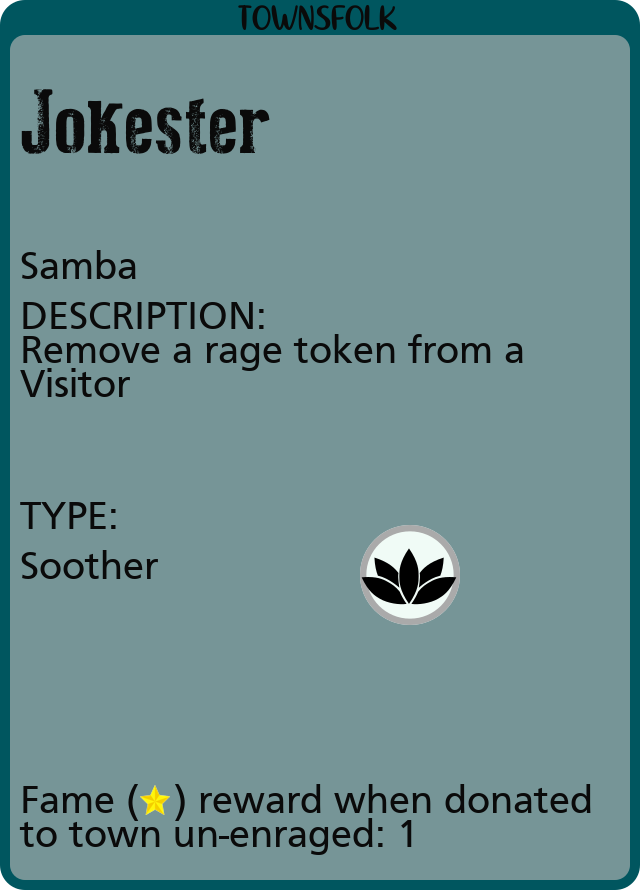 TOWNSFOLK
Jokester
Samba
DESCRIPTION:
Remove a rage token from a
Visitor
TYPE:
Soother
Fame (⭐) reward when donated
to town un-enraged: 1